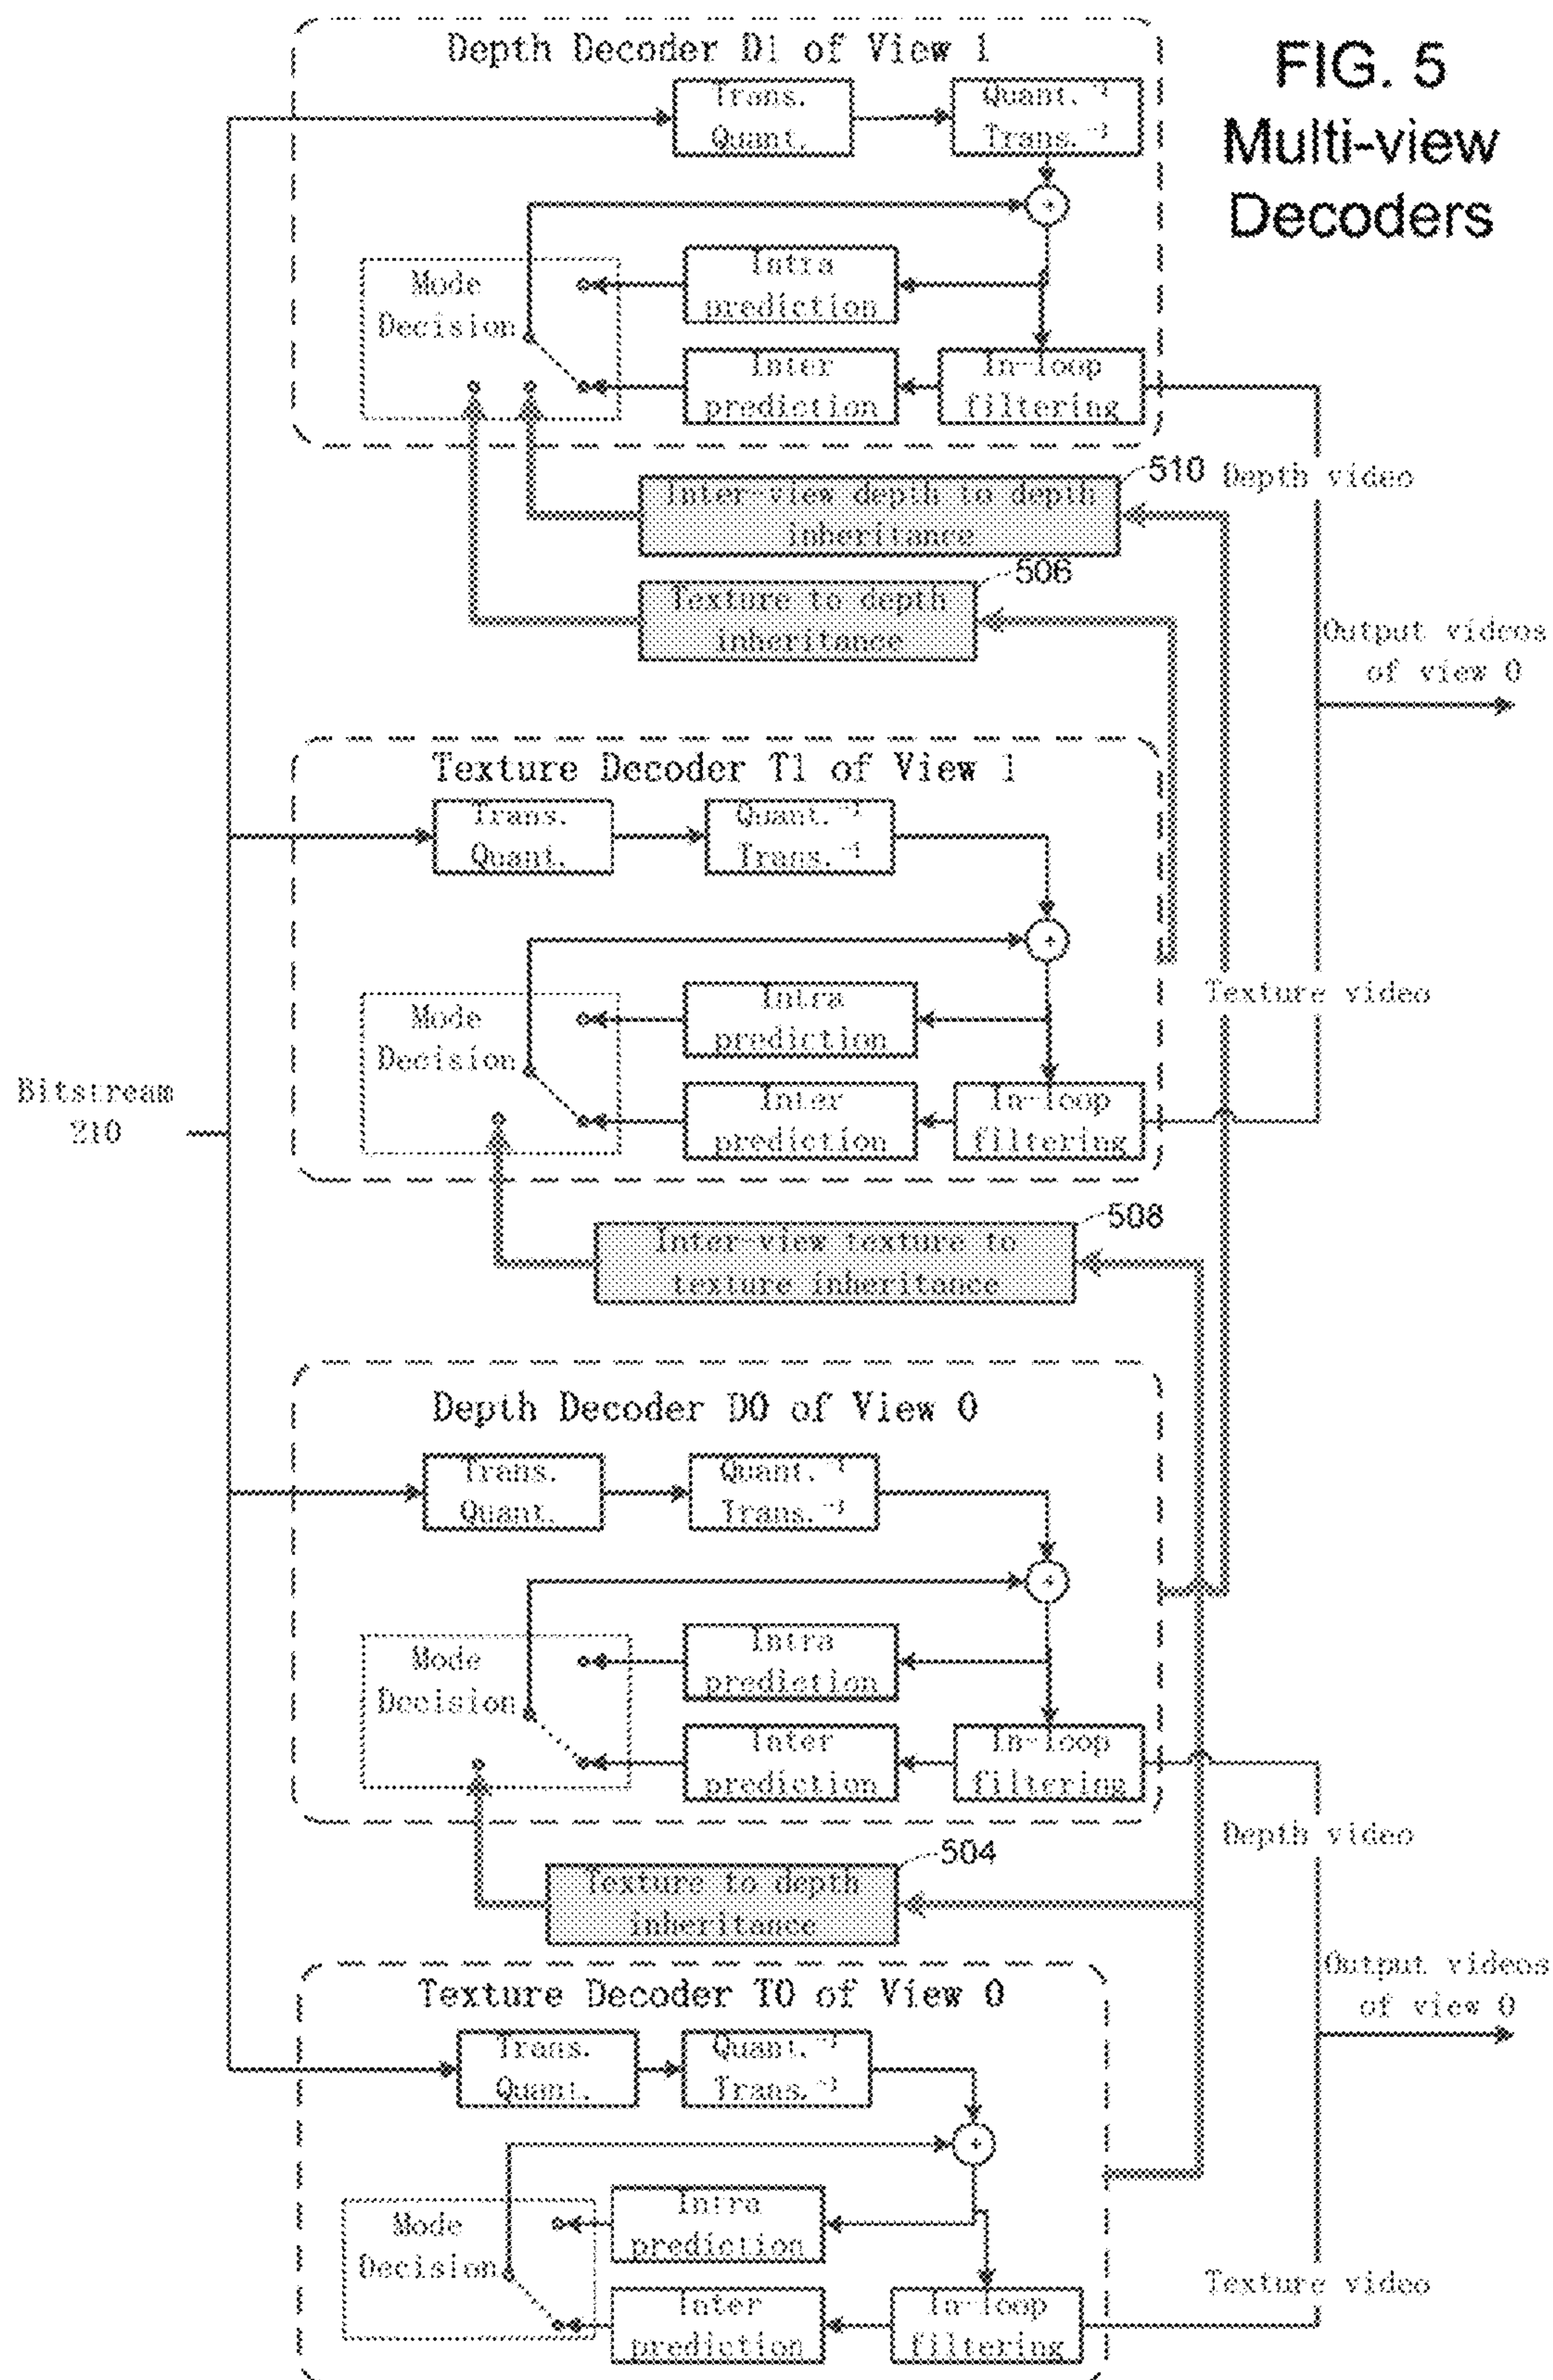 FIG. 5
Multi-view
Decoders
Depth Decoder D1 of View 1
Trans.
Quant.
Quant.⁻¹
Trans.⁻¹
+
Mode
Decision
Intra
prediction
Inter
prediction
In-loop
filtering
510
Depth video
Inter-view depth to depth
inheritance
506
Texture to depth
inheritance
Output videos
of view 0
Texture Decoder T1 of View 1
Trans.
Quant.
Quant.⁻¹
Trans.⁻¹
+
Texture video
Mode
Decision
Intra
prediction
Inter
prediction
In-loop
filtering
Bitstream
210
508
Inter-view texture to
texture inheritance
Depth Decoder D0 of View 0
Trans.
Quant.
Quant.⁻¹
Trans.⁻¹
+
Mode
Decision
Intra
prediction
Inter
prediction
In-loop
filtering
Depth video
504
Texture to depth
inheritance
Output videos
of view 0
Texture Decoder T0 of View 0
Trans.
Quant.
Quant.⁻¹
Trans.⁻¹
+
Mode
Decision
Intra
prediction
Inter
prediction
In-loop
filtering
Texture video